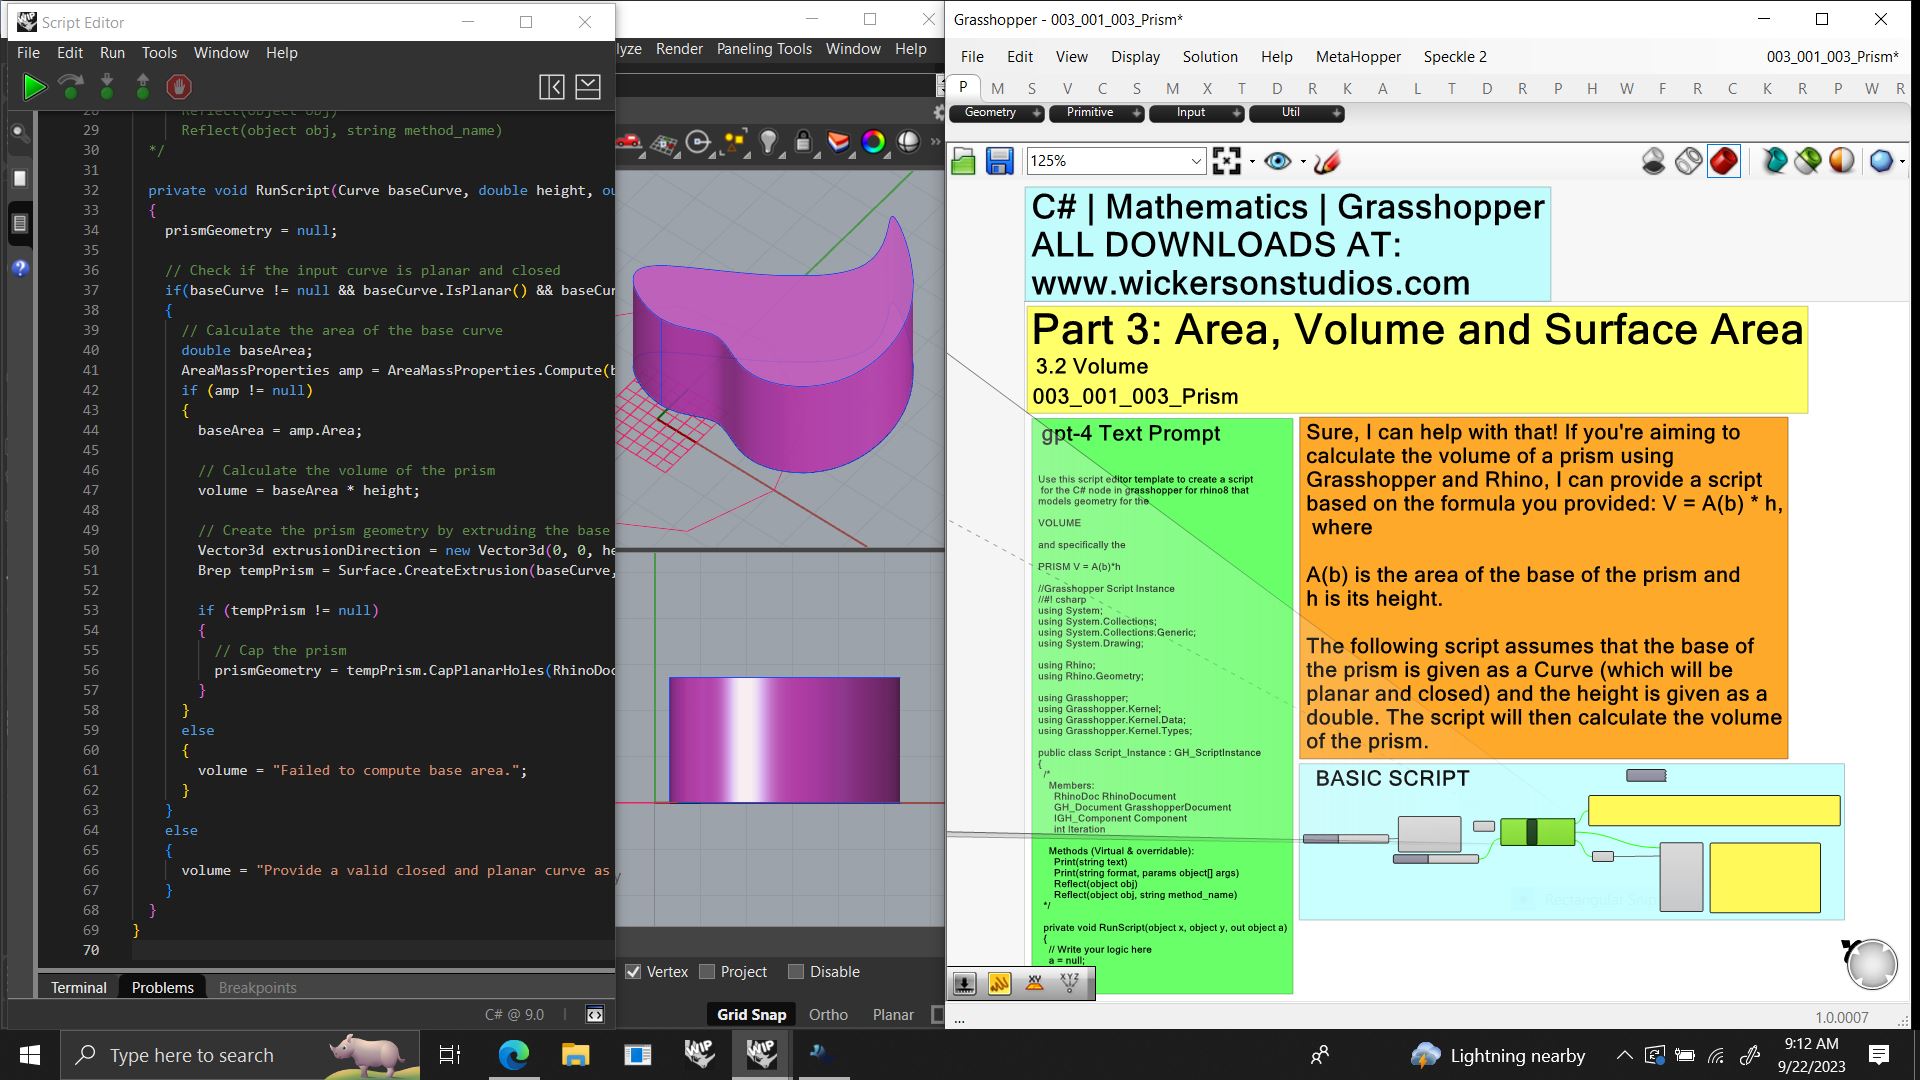 Script Editor
File Edit Run Tools Window Help
28 Reflect(object obj)
29 Reflect(object obj, string method_name)
30 */
31
32 private void RunScript(Curve baseCurve, double height, ou
33 {
34 prismGeometry = null;
35
36 // Check if the input curve is planar and closed
37 if(baseCurve != null && baseCurve.IsPlanar() && baseCur
38 {
39 // Calculate the area of the base curve
40 double baseArea;
41 AreaMassProperties amp = AreaMassProperties.Compute(b
42 if (amp != null)
43 {
44 baseArea = amp.Area;
45
46 // Calculate the volume of the prism
47 volume = baseArea * height;
48
49 // Create the prism geometry by extruding the base
50 Vector3d extrusionDirection = new Vector3d(0, 0, he
51 Brep tempPrism = Surface.CreateExtrusion(baseCurve,
52
53 if (tempPrism != null)
54 {
55 // Cap the prism
56 prismGeometry = tempPrism.CapPlanarHoles(RhinoDoc
57 }
58 }
59 else
60 {
61 volume = "Failed to compute base area.";
62 }
63 }
64 else
65 {
66 volume = "Provide a valid closed and planar curve as
67 }
68 }
69 }
70
Terminal Problems Breakpoints
C# @ 9.0
lyze Render Paneling Tools Window Help
y
Vertex Project Disable
Grid Snap Ortho Planar
Grasshopper - 003_001_003_Prism*
File Edit View Display Solution Help MetaHopper Speckle 2 003_001_003_Prism*
P M S V C S M X T D R K A L T D R P H W F R C K R P W R
Geometry Primitive Input Util
125%
C# | Mathematics | Grasshopper
ALL DOWNLOADS AT:
www.wickersonstudios.com
Part 3: Area, Volume and Surface Area
3.2 Volume
003_001_003_Prism
gpt-4 Text Prompt
Use this script editor template to create a script
for the C# node in grasshopper for rhino8 that
models geometry for the
VOLUME
and specifically the
PRISM V = A(b)*h
//Grasshopper Script Instance
//#! csharp
using System;
using System.Collections;
using System.Collections.Generic;
using System.Drawing;
using Rhino;
using Rhino.Geometry;
using Grasshopper;
using Grasshopper.Kernel;
using Grasshopper.Kernel.Data;
using Grasshopper.Kernel.Types;
public class Script_Instance : GH_ScriptInstance
{
/*
Members:
RhinoDoc RhinoDocument
GH_Document GrasshopperDocument
IGH_Component Component
int Iteration
Methods (Virtual & overridable):
Print(string text)
Print(string format, params object[] args)
Reflect(object obj)
Reflect(object obj, string method_name)
*/
private void RunScript(object x, object y, out object a)
{
// Write your logic here
a = null;
Sure, I can help with that! If you're aiming to
calculate the volume of a prism using
Grasshopper and Rhino, I can provide a script
based on the formula you provided: V = A(b) * h,
where
A(b) is the area of the base of the prism and
h is its height.
The following script assumes that the base of
the prism is given as a Curve (which will be
planar and closed) and the height is given as a
double. The script will then calculate the volume
of the prism.
BASIC SCRIPT
Rectangular Snip
XY XYZ
...
1.0.0007
Type here to search
WIP WIP
Lightning nearby
9:12 AM
9/22/2023